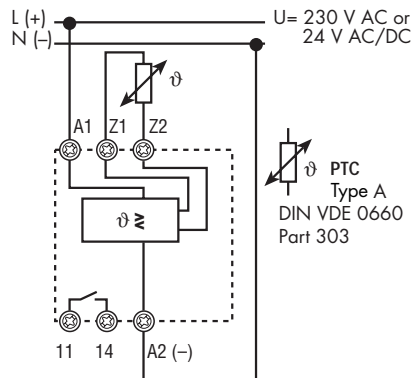 L (+)
U= 230 V AC or
N (–)
24 V AC/DC
ϑ
A1 Z1 Z2
ϑ PTC
Type A
DIN VDE 0660
Part 303
ϑ ⋛
11 14 A2 (–)